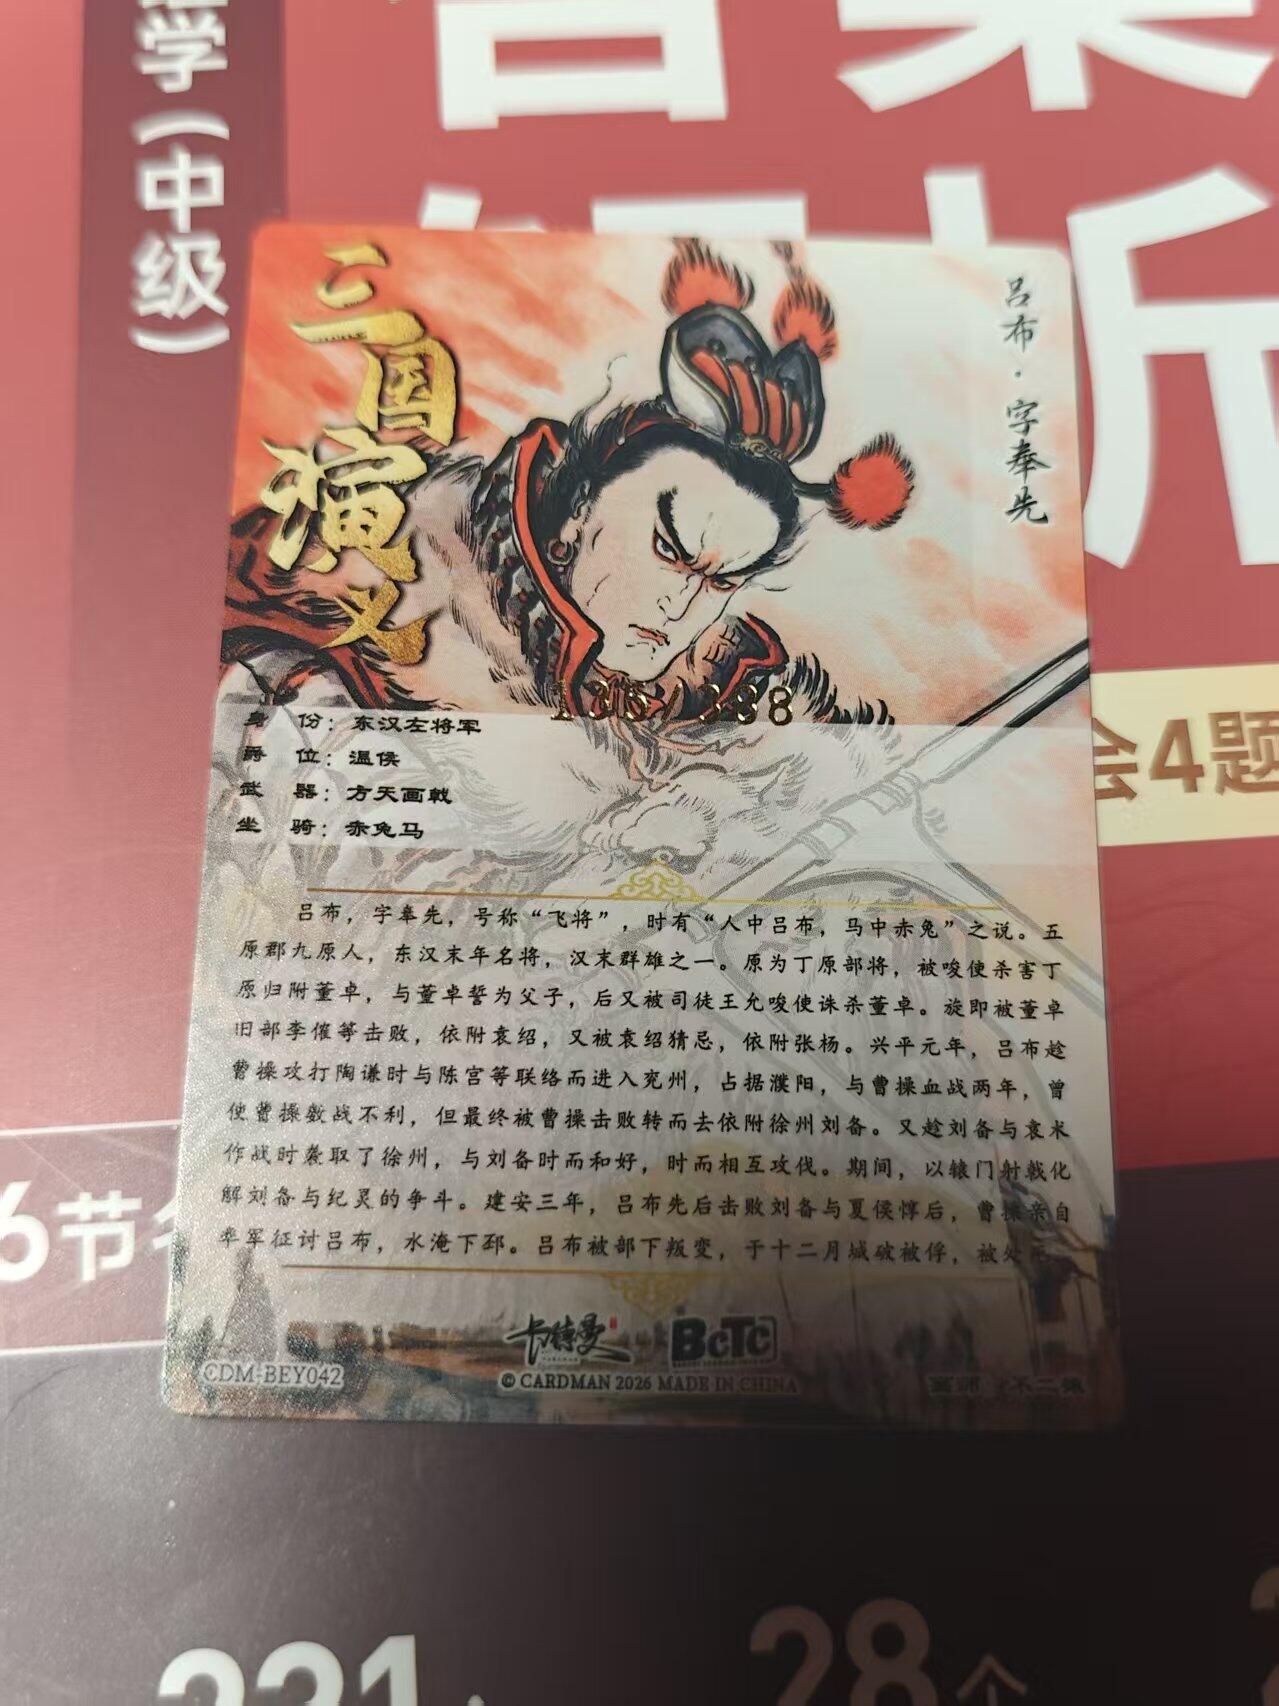 学（中级）
答案
三国演义
吕布·字奉先
135/388
身 份：东汉左将军
爵 位：温侯
武 器：方天画戟
坐 骑：赤兔马
会4题
吕布，字奉先，号称“飞将”，时有“人中吕布，马中赤兔”之说。五
原郡九原人，东汉末年名将，汉末群雄之一。原为丁原部将，被唆使杀害丁
原归附董卓，与董卓誓为父子，后又被司徒王允唆使诛杀董卓。旋即被董卓
旧部李傕等击败，依附袁绍，又被袁绍猜忌，依附张杨。兴平元年，吕布趁
曹操攻打陶谦时与陈宫等联络而进入兖州，占据濮阳，与曹操血战两年，曾
使曹操数战不利，但最终被曹操击败转而去依附徐州刘备。又趁刘备与袁术
作战时袭取了徐州，与刘备时而和好，时而相互攻伐。期间，以辕门射戟化
解刘备与纪灵的争斗。建安三年，吕布先后击败刘备与夏侯惇后，曹操亲自
率军征讨吕布，水淹下邳。吕布被部下叛变，于十二月城破被俘，被处死。
6节
卡德曼
BCTC
CDM-BEY042
© CARDMAN 2026 MADE IN CHINA
221
28个